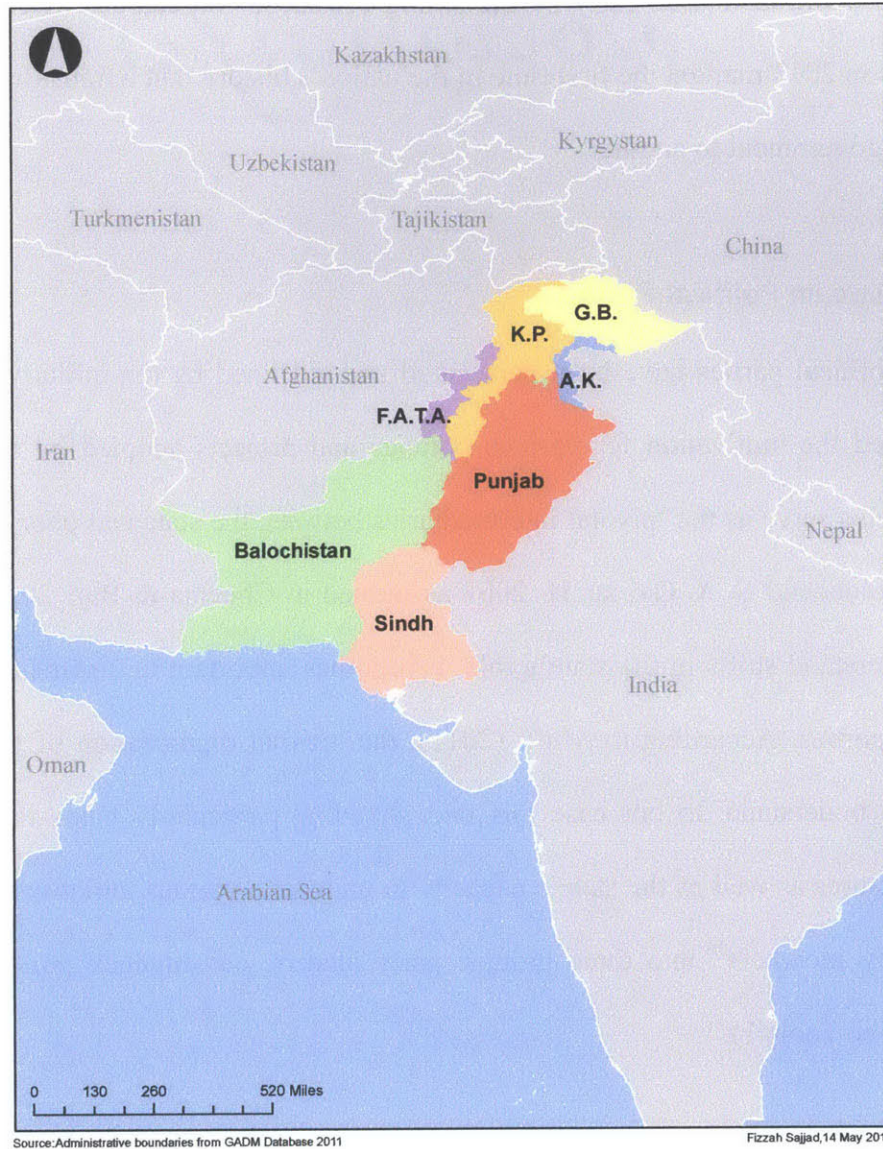 Kazakhstan
Kyrgystan
Uzbekistan
Turkmenistan
Tajikistan
China
G.B.
K.P.
Afghanistan
A.K.
F.A.T.A.
Iran
Punjab
Nepal
Balochistan
Sindh
India
Oman
Arabian Sea
0 130 260 520 Miles
Source:Administrative boundaries from GADM Database 2011
Fizzah Sajjad,14 May 201